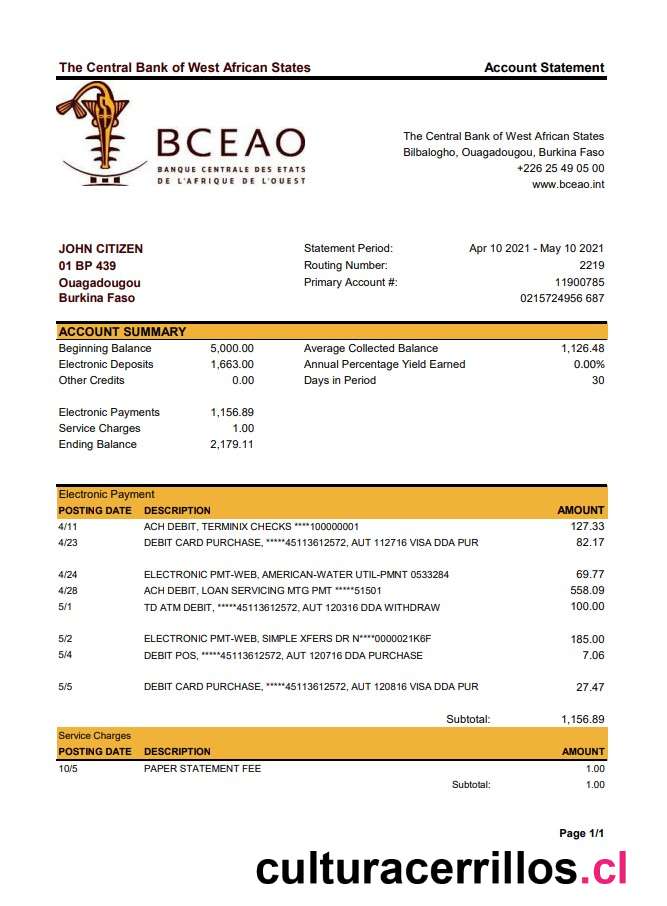 The Central Bank of West African States Account Statement
BCEAO
BANQUE CENTRALE DES ETATS
DE L'AFRIQUE DE L'OUEST
The Central Bank of West African States
Bilbalogho, Ouagadougou, Burkina Faso
+226 25 49 05 00
www.bceao.int
JOHN CITIZEN
01 BP 439
Ouagadougou
Burkina Faso
Statement Period: Apr 10 2021 - May 10 2021
Routing Number: 2219
Primary Account #: 11900785
0215724956 687
ACCOUNT SUMMARY
Beginning Balance 5,000.00 Average Collected Balance 1,126.48
Electronic Deposits 1,663.00 Annual Percentage Yield Earned 0.00%
Other Credits 0.00 Days in Period 30
Electronic Payments 1,156.89
Service Charges 1.00
Ending Balance 2,179.11
Electronic Payment
POSTING DATE DESCRIPTION AMOUNT
4/11 ACH DEBIT, TERMINIX CHECKS ****100000001 127.33
4/23 DEBIT CARD PURCHASE, *****45113612572, AUT 112716 VISA DDA PUR 82.17
4/24 ELECTRONIC PMT-WEB, AMERICAN-WATER UTIL-PMNT 0533284 69.77
4/28 ACH DEBIT, LOAN SERVICING MTG PMT *****51501 558.09
5/1 TD ATM DEBIT, *****45113612572, AUT 120316 DDA WITHDRAW 100.00
5/2 ELECTRONIC PMT-WEB, SIMPLE XFERS DR N****0000021K6F 185.00
5/4 DEBIT POS, *****45113612572, AUT 120716 DDA PURCHASE 7.06
5/5 DEBIT CARD PURCHASE, *****45113612572, AUT 120816 VISA DDA PUR 27.47
Subtotal: 1,156.89
Service Charges
POSTING DATE DESCRIPTION AMOUNT
10/5 PAPER STATEMENT FEE 1.00
Subtotal: 1.00
Page 1/1
culturacerrillos.cl